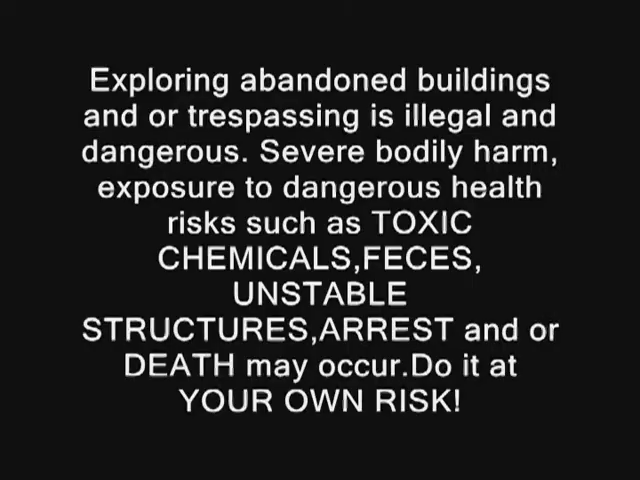 Exploring abandoned buildings
and or trespassing is illegal and
dangerous. Severe bodily harm,
exposure to dangerous health
risks such as TOXIC
CHEMICALS,FECES,
UNSTABLE
STRUCTURES,ARREST and or
DEATH may occur.Do it at
YOUR OWN RISK!